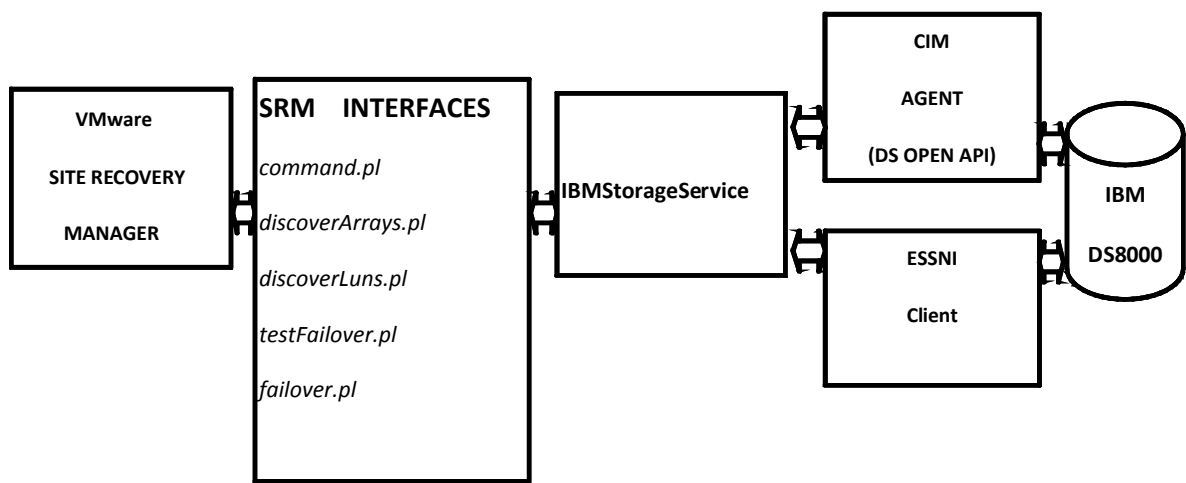 VMware
SITE RECOVERY
MANAGER
SRM INTERFACES
command.pl
discoverArrays.pl
discoverLuns.pl
testFailover.pl
failover.pl
IBMStorageService
CIM
AGENT
(DS OPEN API)
ESSNI
Client
IBM
DS8000